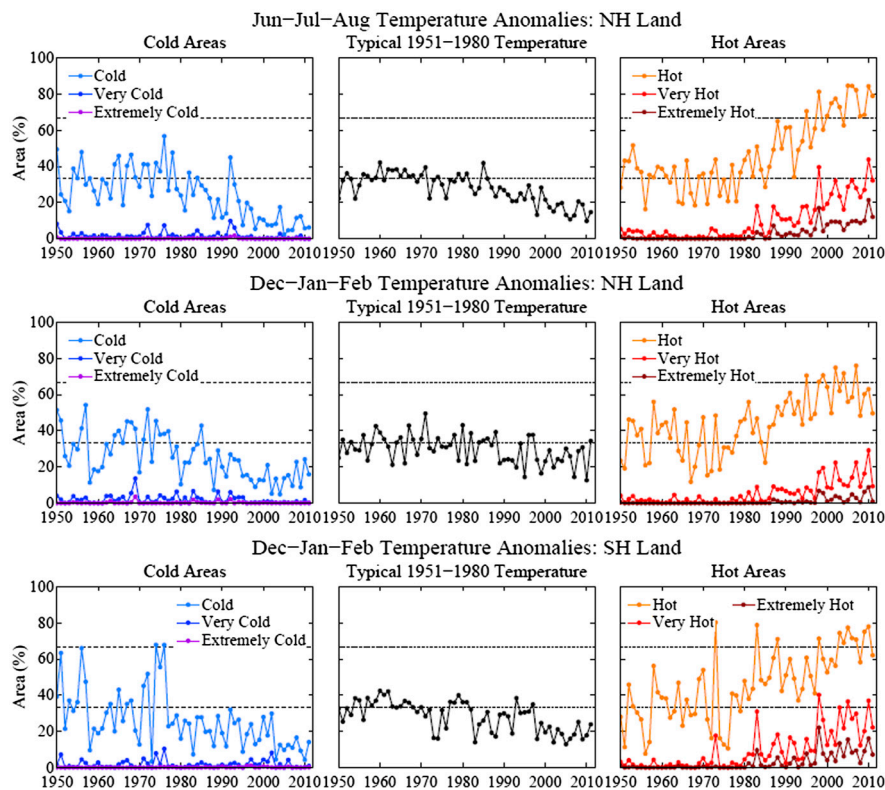 Jun−Jul−Aug Temperature Anomalies: NH Land
Cold Areas
Typical 1951−1980 Temperature
Hot Areas
Area (%)
100
80
60
40
20
0
Cold
Very Cold
Extremely Cold
Hot
Very Hot
Extremely Hot
1950 1960 1970 1980 1990 2000 2010
1950 1960 1970 1980 1990 2000 2010
1950 1960 1970 1980 1990 2000 2010
Dec−Jan−Feb Temperature Anomalies: NH Land
Cold Areas
Typical 1951−1980 Temperature
Hot Areas
Area (%)
100
80
60
40
20
0
Cold
Very Cold
Extremely Cold
Hot
Very Hot
Extremely Hot
1950 1960 1970 1980 1990 2000 2010
1950 1960 1970 1980 1990 2000 2010
1950 1960 1970 1980 1990 2000 2010
Dec−Jan−Feb Temperature Anomalies: SH Land
Cold Areas
Typical 1951−1980 Temperature
Hot Areas
Area (%)
100
80
60
40
20
0
Cold
Very Cold
Extremely Cold
Hot
Very Hot
Extremely Hot
1950 1960 1970 1980 1990 2000 2010
1950 1960 1970 1980 1990 2000 2010
1950 1960 1970 1980 1990 2000 2010